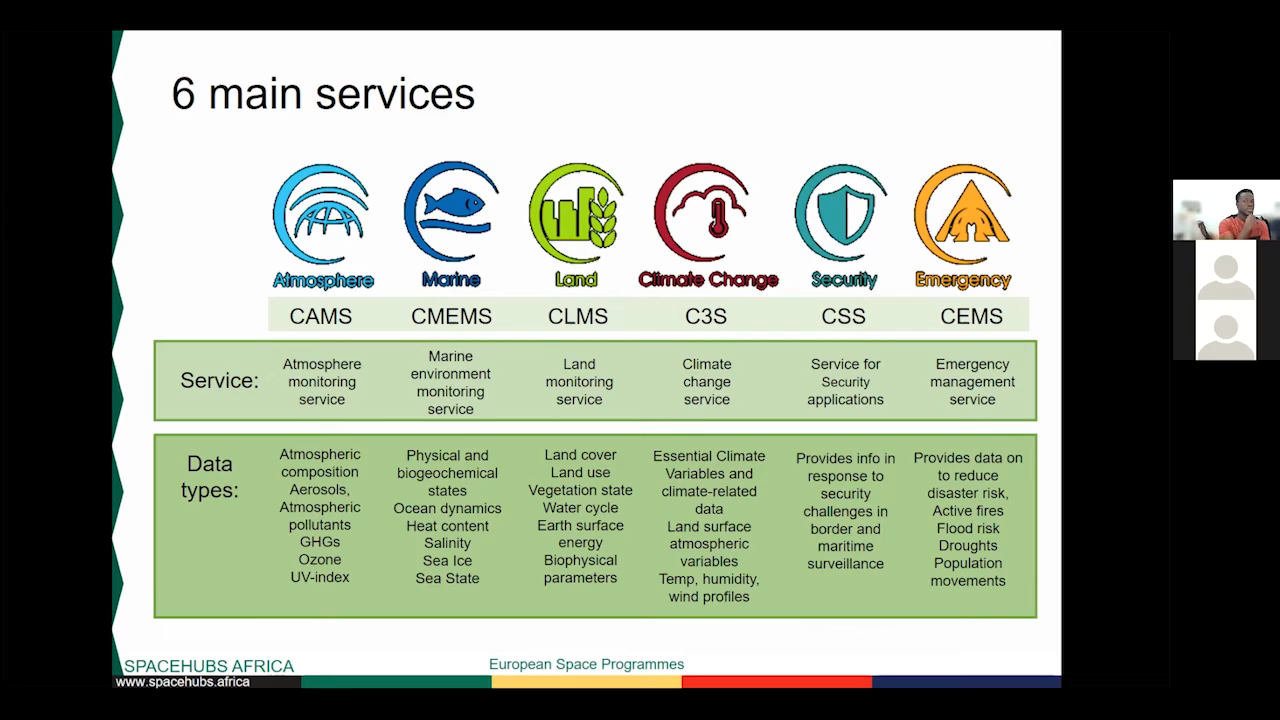 6 main services
Atmosphere
Marine
Land
Climate Change
Security
Emergency
CAMS
CMEMS
CLMS
C3S
CSS
CEMS
Service:
Atmosphere
monitoring
service
Marine
environment
monitoring
service
Land
monitoring
service
Climate
change
service
Service for
Security
applications
Emergency
management
service
Data
types:
Atmospheric
composition
Aerosols,
Atmospheric
pollutants
GHGs
Ozone
UV-index
Physical and
biogeochemical
states
Ocean dynamics
Heat content
Salinity
Sea Ice
Sea State
Land cover
Land use
Vegetation state
Water cycle
Earth surface
energy
Biophysical
parameters
Essential Climate
Variables and
climate-related
data
Land surface
atmospheric
variables
Temp, humidity,
wind profiles
Provides info in
response to
security
challenges in
border and
maritime
surveillance
Provides data on
to reduce
disaster risk,
Active fires
Flood risk
Droughts
Population
movements
SPACEHUBS AFRICA
European Space Programmes
www.spacehubs.africa